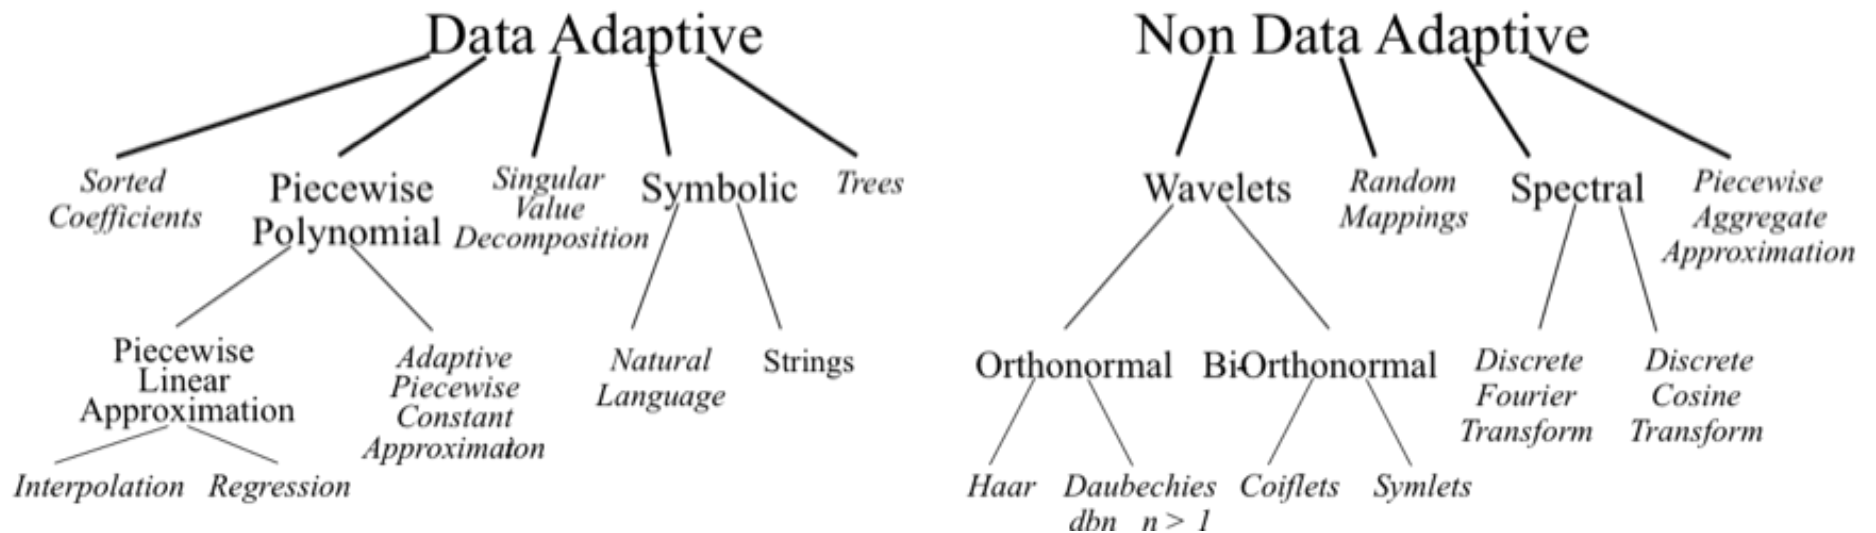 Data Adaptive
Non Data Adaptive
Sorted
Coefficients
Piecewise
Polynomial
Singular
Value
Decomposition
Symbolic
Trees
Wavelets
Random
Mappings
Spectral
Piecewise
Aggregate
Approximation
Piecewise
Linear
Approximation
Adaptive
Piecewise
Constant
Approximaton
Natural
Language
Strings
Orthonormal
Bi-Orthonormal
Discrete
Fourier
Transform
Discrete
Cosine
Transform
Interpolation
Regression
Haar
Daubechies
dbn n > 1
Coiflets
Symlets